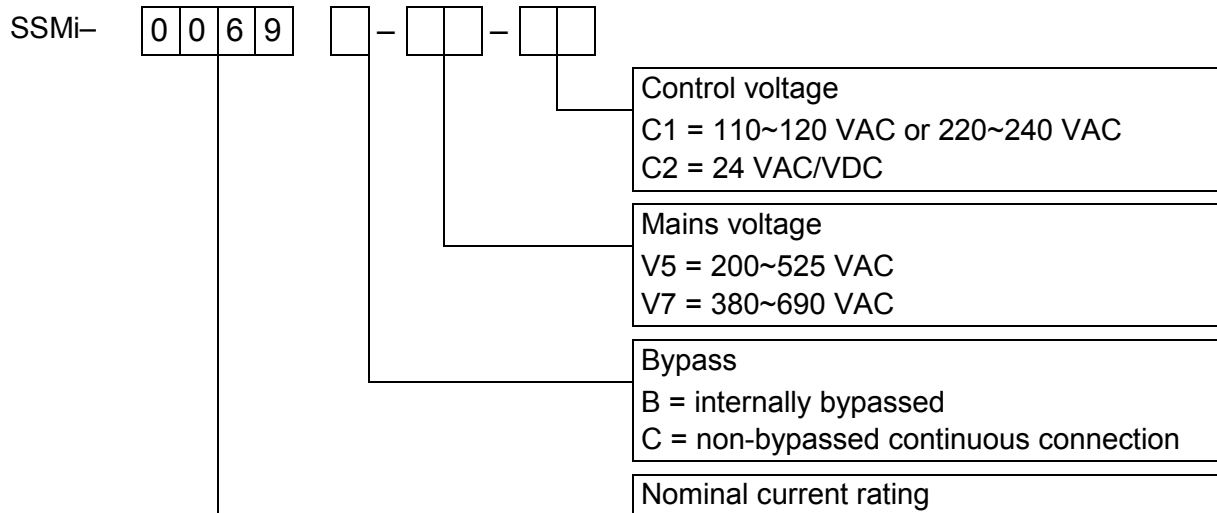 SSMi– 0 0 6 9 – –
Control voltage
C1 = 110~120 VAC or 220~240 VAC
C2 = 24 VAC/VDC
Mains voltage
V5 = 200~525 VAC
V7 = 380~690 VAC
Bypass
B = internally bypassed
C = non-bypassed continuous connection
Nominal current rating